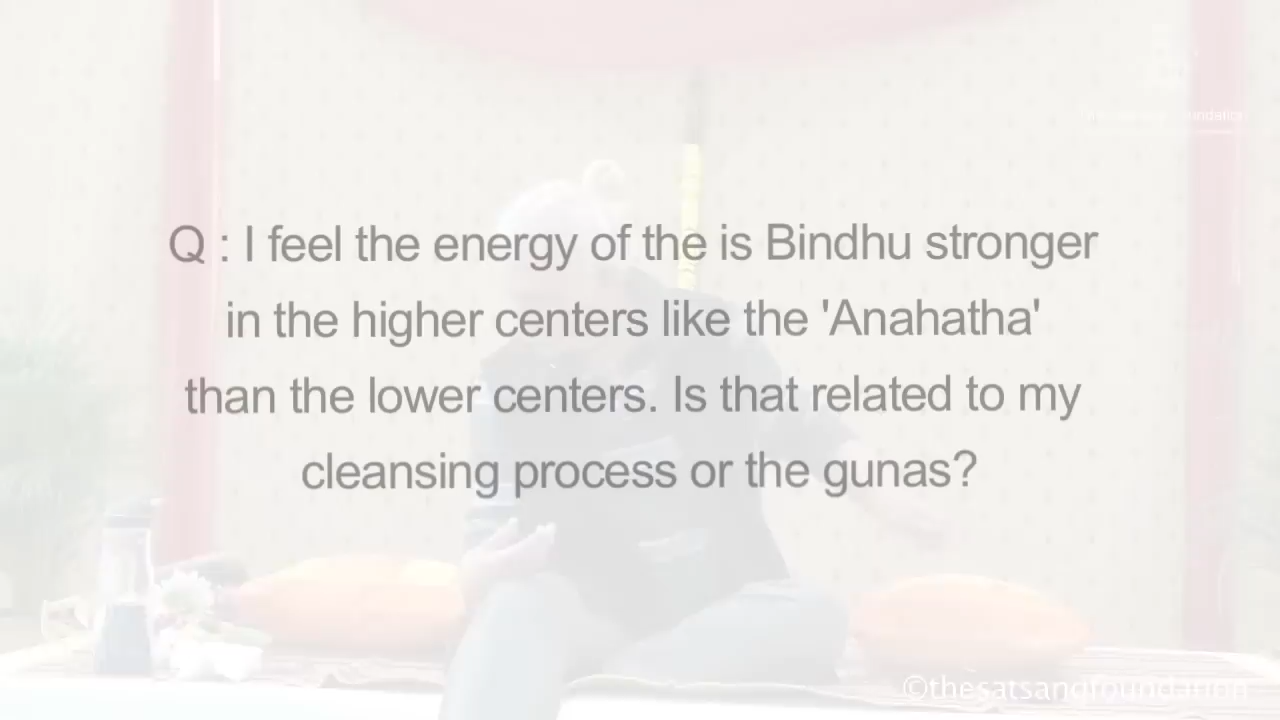 Q : I feel the energy of the is Bindhu stronger
in the higher centers like the 'Anahatha'
than the lower centers. Is that related to my
cleansing process or the gunas?
©thesatsangfoundation